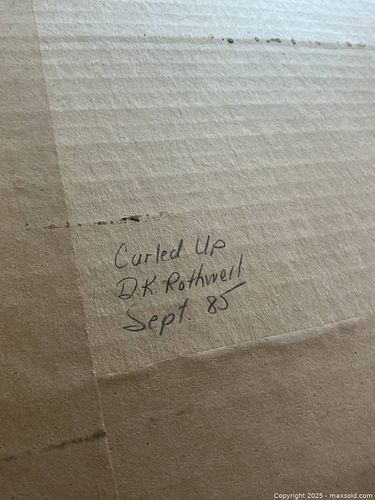 Curled Up
D.K Rothwell
Sept. 85
Copyright 2025 - maxsold.com